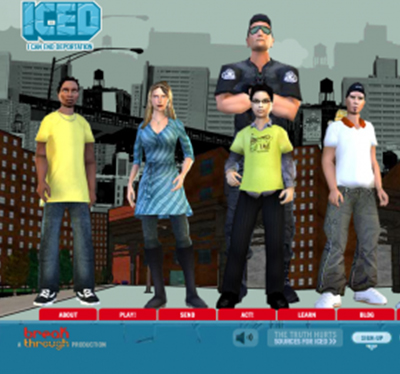 ICED
I CAN END DEPORTATION
ABOUT
PLAY!
SEND
ACT!
LEARN
BLOG
break
through
A PRODUCTION
THE TRUTH HURTS
SOURCES FOR ICED >>
SIGN-UP